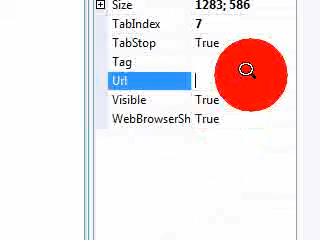 Size 1283; 586
TabIndex 7
TabStop True
Tag
Url
Visible True
WebBrowserSh True